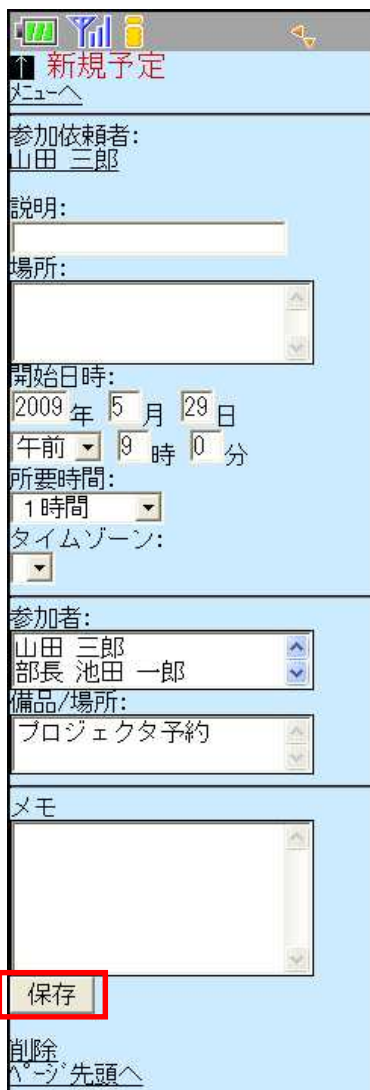 新規予定
ﾒﾆｭｰへ
参加依頼者:
山田 三郎
説明:
場所:
開始日時:
2009 年 5 月 29 日
午前 9 時 0 分
所要時間:
1時間
タイムゾーン:
参加者:
山田 三郎
部長 池田 一郎
備品/場所:
プロジェクタ予約
メモ
保存
削除
ﾍﾟｰｼﾞ先頭へ